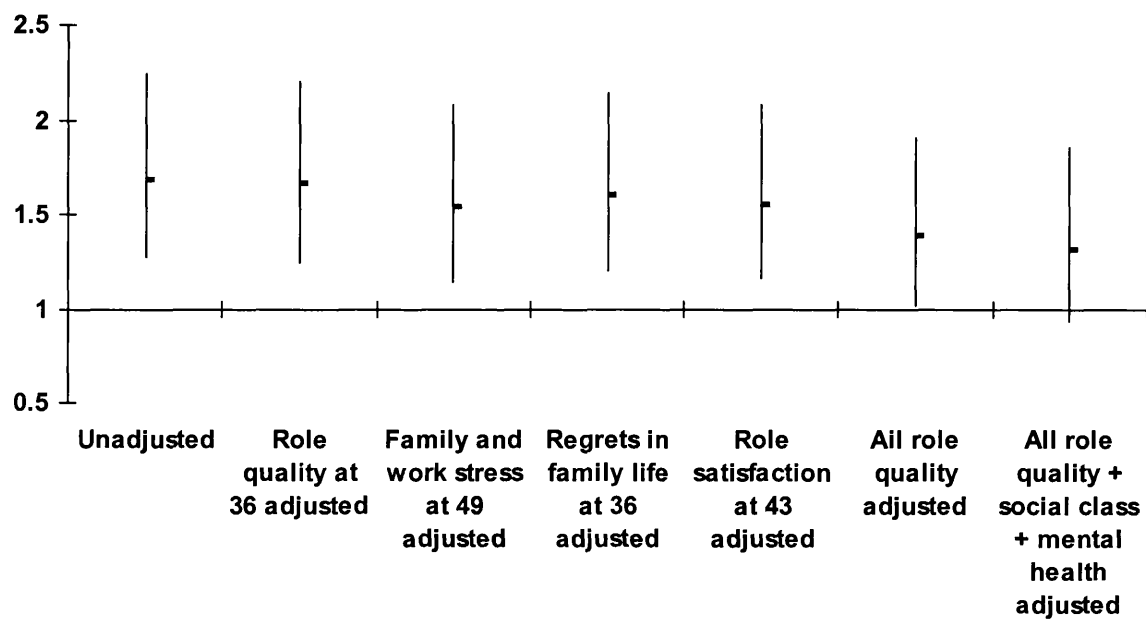 2.5
2
1.5
1
0.5
Unadjusted
Role
quality at
36 adjusted
Family and
work stress
at 49
adjusted
Regrets in
family life
at 36
adjusted
Role
satisfaction
at 43
adjusted
Ail role
quality
adjusted
All role
quality +
social class
+ mental
health
adjusted